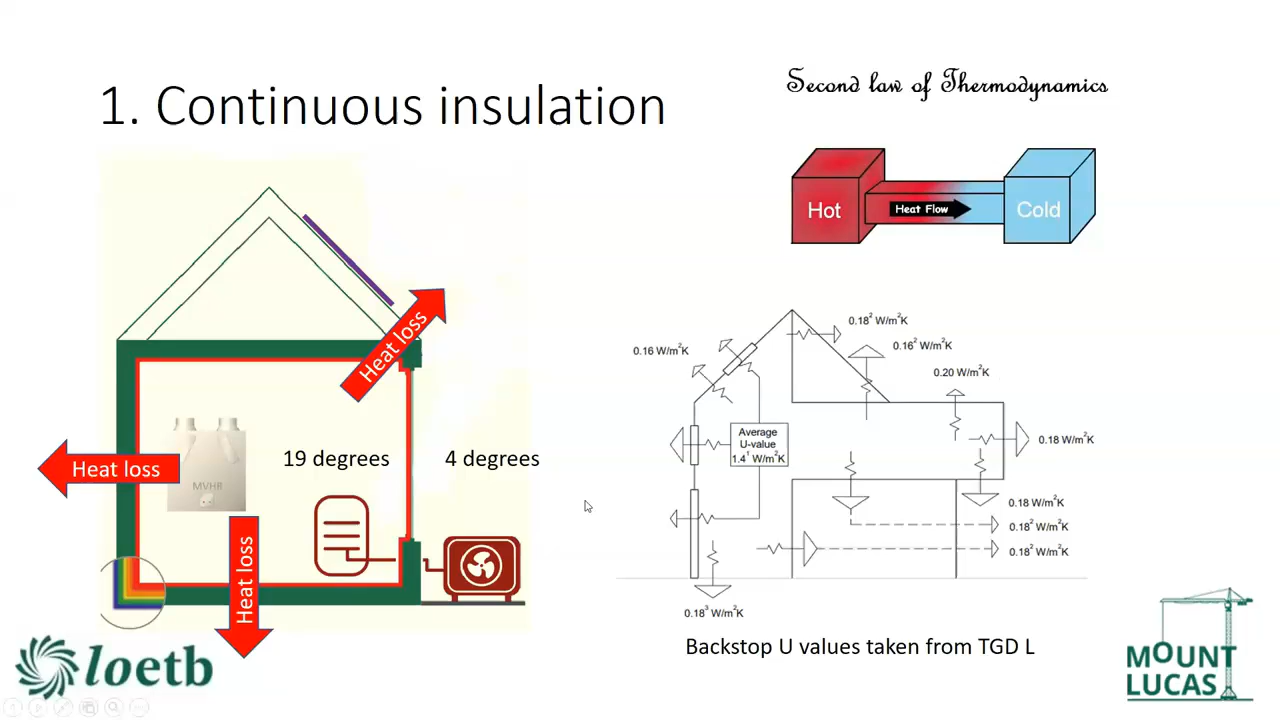 1. Continuous insulation
Second law of Thermodynamics
Hot
Heat Flow
Cold
Heat loss
Heat loss
Heat loss
MVHR
19 degrees
4 degrees
0.16 W/m²K
0.18² W/m²K
0.16² W/m²K
0.20 W/m²K
Average
U-value
1.4¹ W/m²K
0.18 W/m²K
0.18 W/m²K
0.18² W/m²K
0.18² W/m²K
0.18³ W/m²K
Backstop U values taken from TGD L
loetb
MOUNT
LUCAS